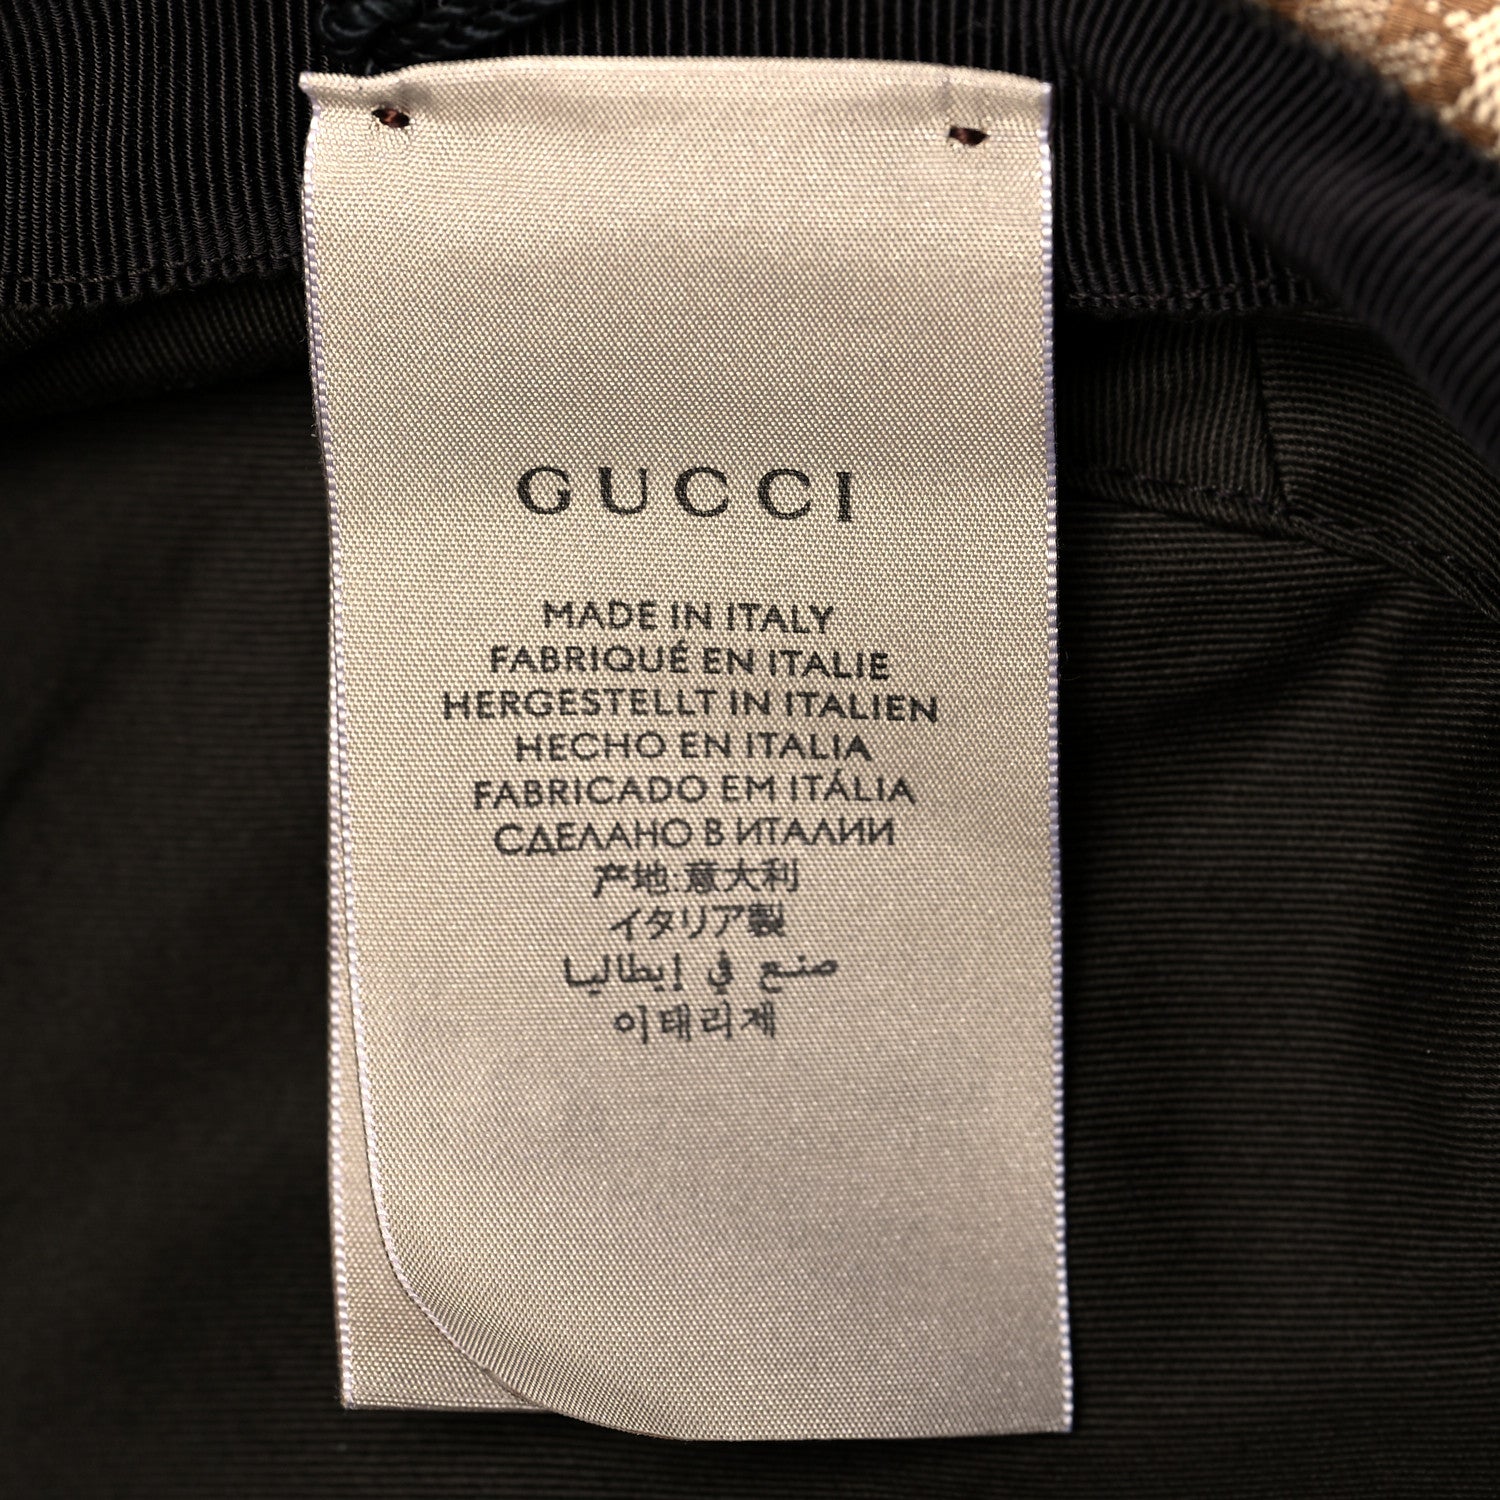 GUCCI
MADE IN ITALY
FABRIQUÉ EN ITALIE
HERGESTELLT IN ITALIEN
HECHO EN ITALIA
FABRICADO EM ITÁLIA
СДЕЛАНО В ИТАЛИИ
产地:意大利
イタリア製
صنع في إيطاليا
이태리제